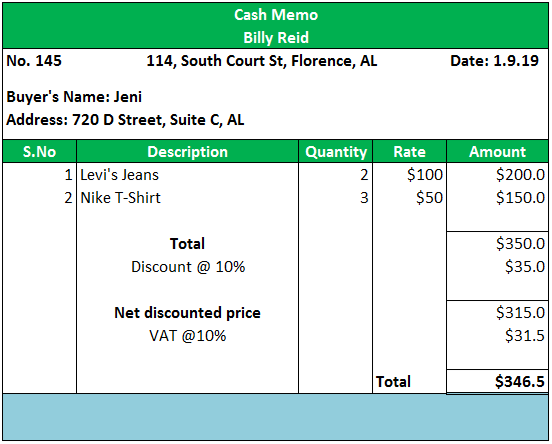 Cash Memo
Billy Reid
No. 145 114, South Court St, Florence, AL Date: 1.9.19
Buyer's Name: Jeni
Address: 720 D Street, Suite C, AL
S.No Description Quantity Rate Amount
1 Levi's Jeans 2 $100 $200.0
2 Nike T-Shirt 3 $50 $150.0
Total $350.0
Discount @ 10% $35.0
Net discounted price $315.0
VAT @10% $31.5
Total $346.5